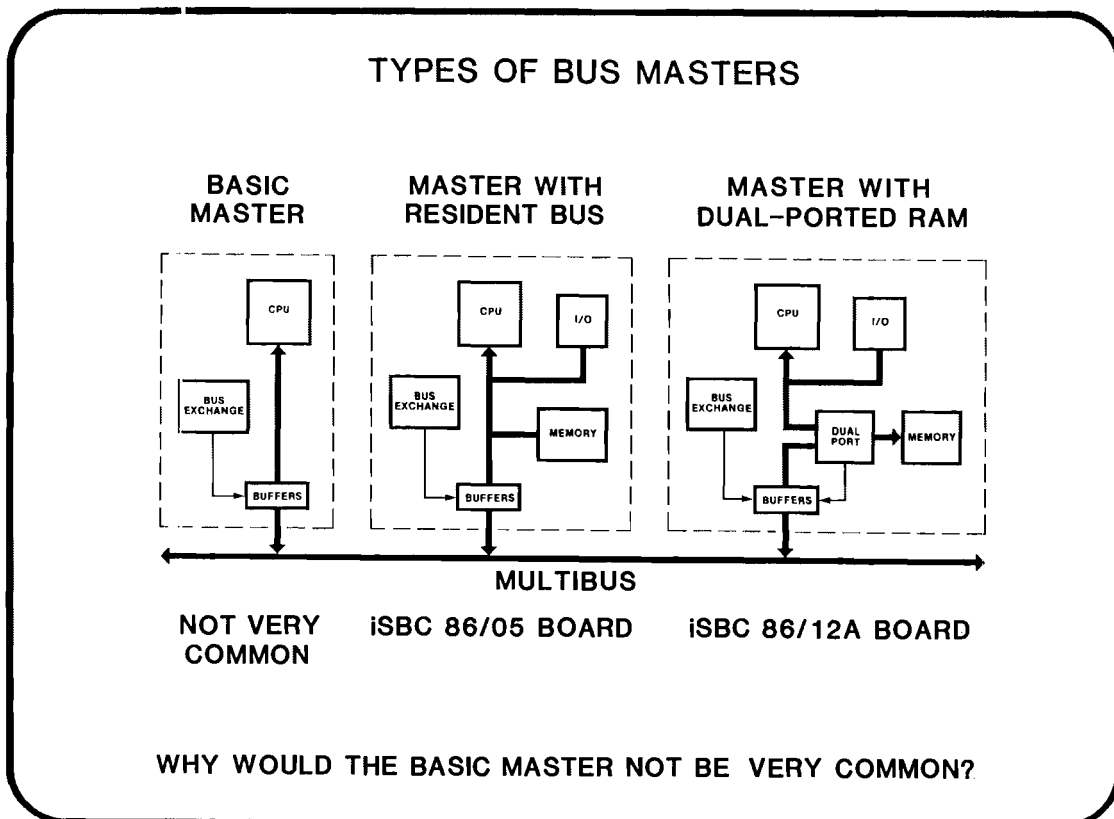 TYPES OF BUS MASTERS
BASIC
MASTER
MASTER WITH
RESIDENT BUS
MASTER WITH
DUAL-PORTED RAM
CPU
BUS
EXCHANGE
BUFFERS
CPU
I/O
BUS
EXCHANGE
MEMORY
BUFFERS
CPU
I/O
BUS
EXCHANGE
DUAL
PORT
MEMORY
BUFFERS
MULTIBUS
NOT VERY
COMMON
iSBC 86/05 BOARD
iSBC 86/12A BOARD
WHY WOULD THE BASIC MASTER NOT BE VERY COMMON?